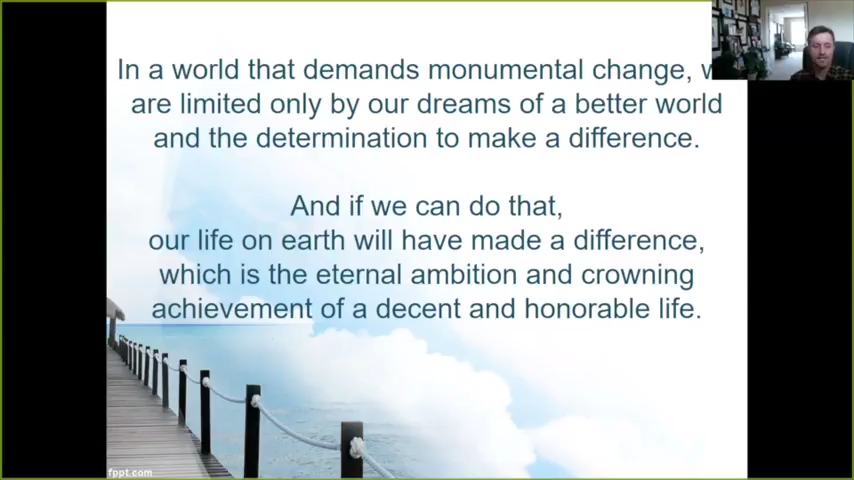 In a world that demands monumental change,
are limited only by our dreams of a better world
and the determination to make a difference.
And if we can do that,
our life on earth will have made a difference,
which is the eternal ambition and crowning
achievement of a decent and honorable life.
fppt.com